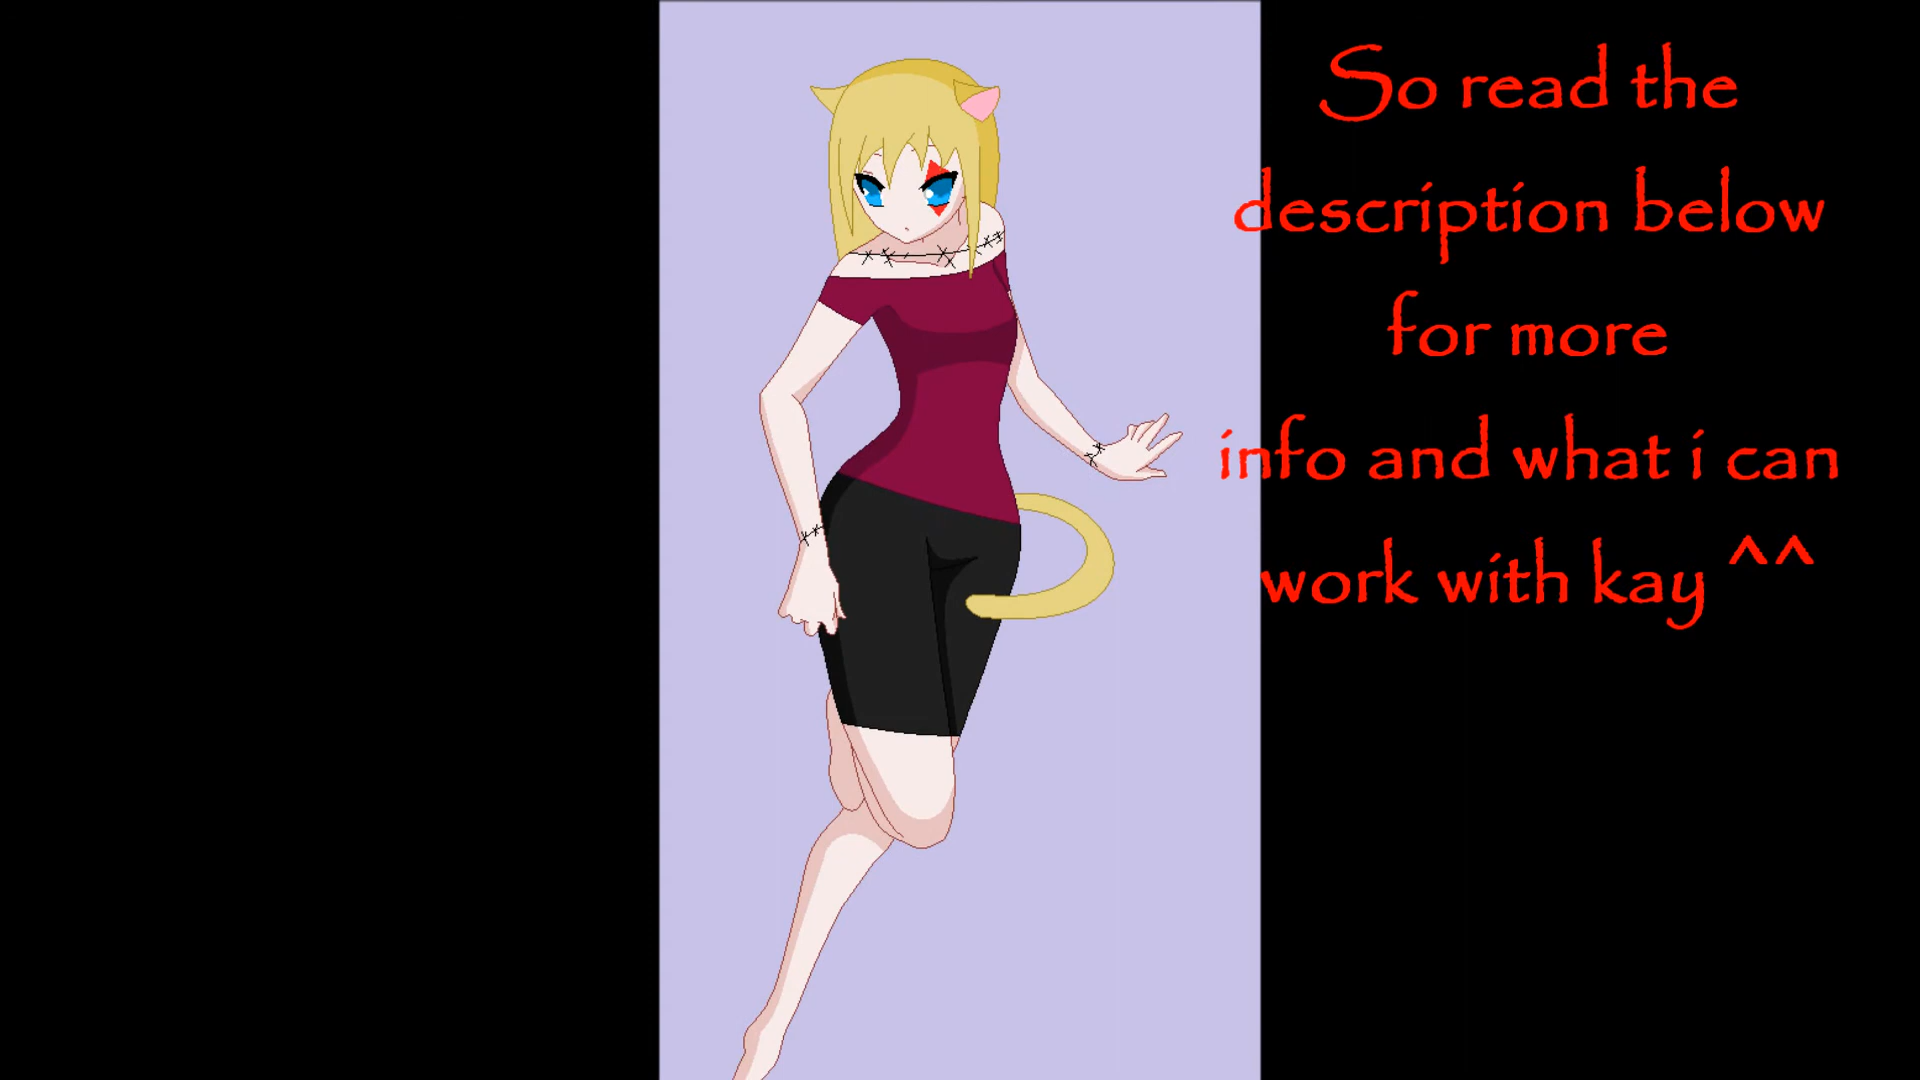 So read the
description below
for more
info and what i can
work with kay ^^